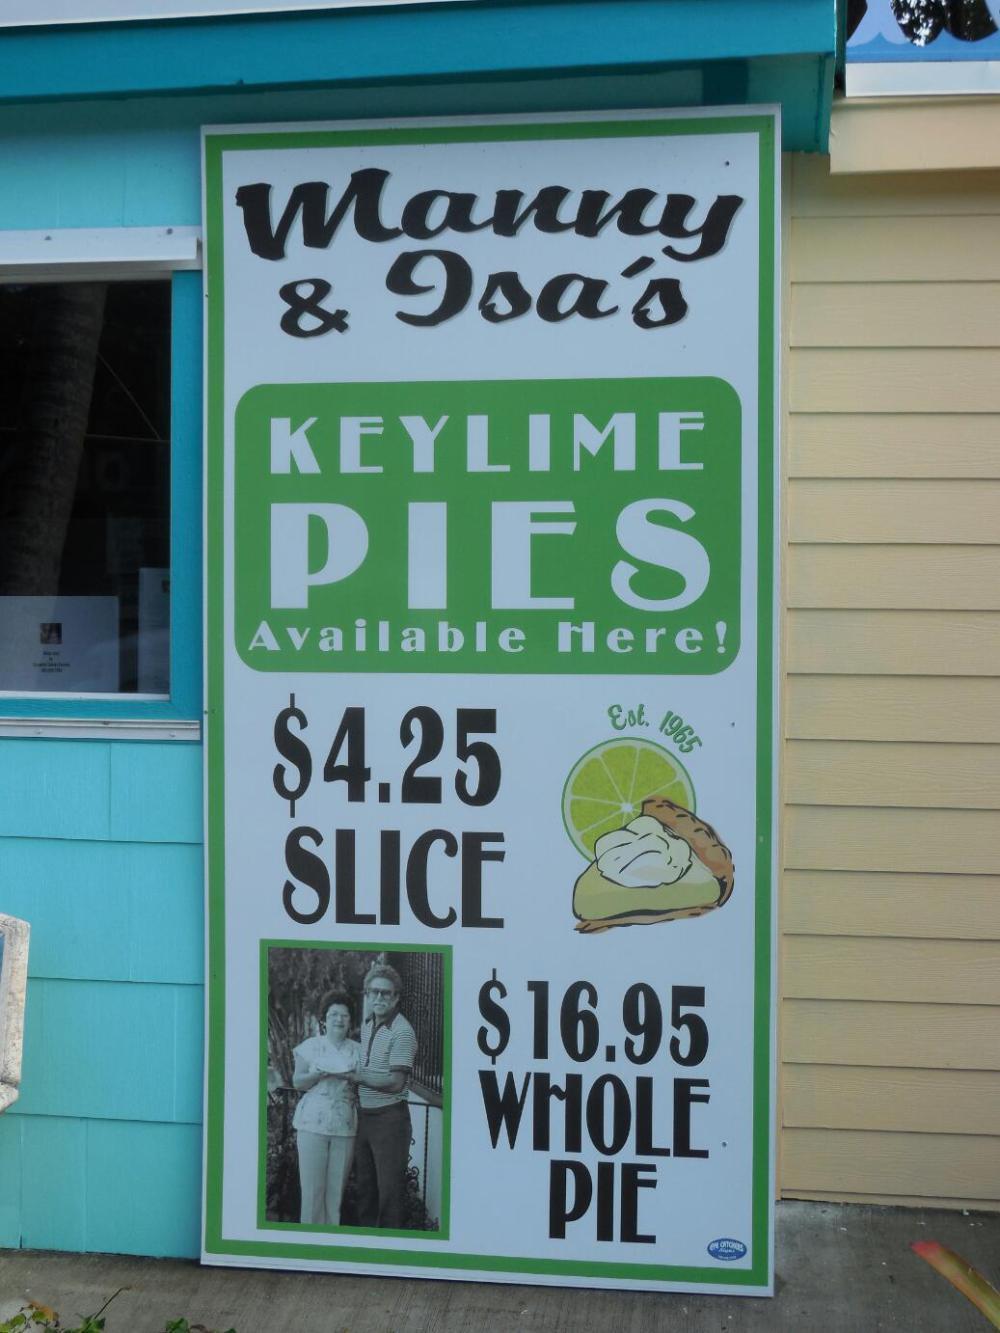 Manny
& Isa's
KEYLIME
PIES
Available Here!
$4.25
SLICE
Est. 1965
$16.95
WHOLE
PIE